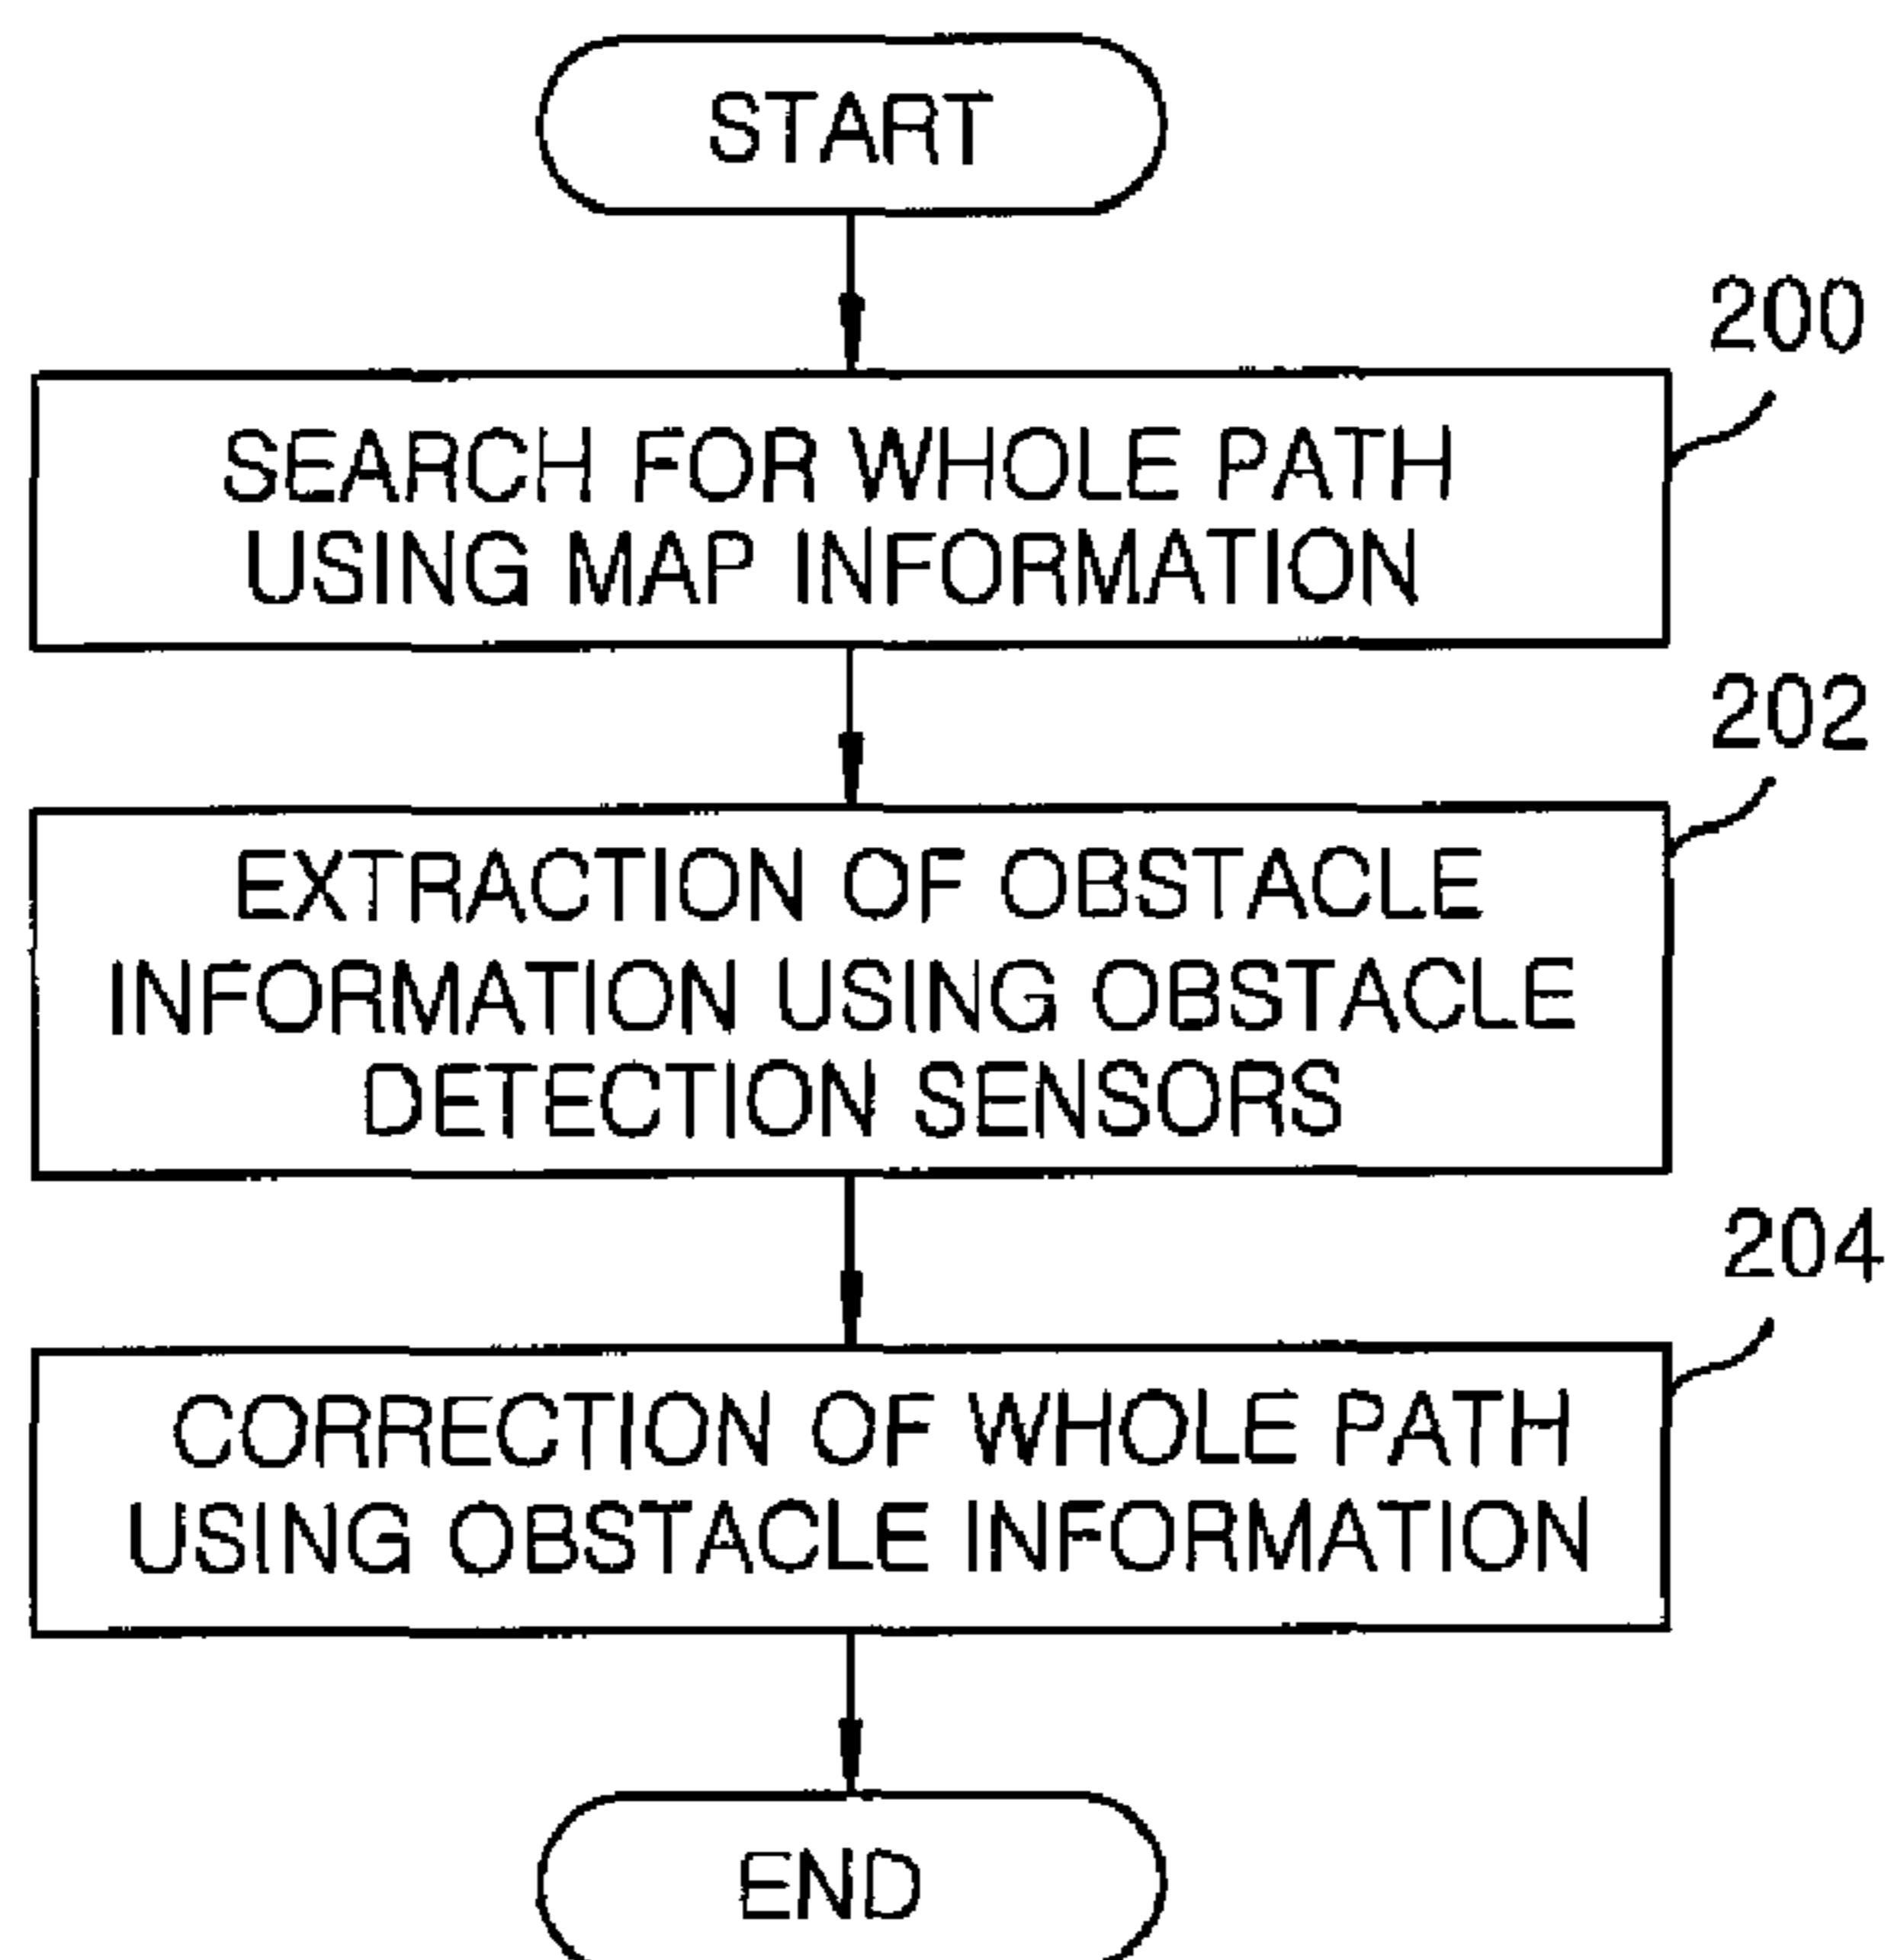 START
200
SEARCH FOR WHOLE PATH
USING MAP INFORMATION
202
EXTRACTION OF OBSTACLE
INFORMATION USING OBSTACLE
DETECTION SENSORS
204
CORRECTION OF WHOLE PATH
USING OBSTACLE INFORMATION
END